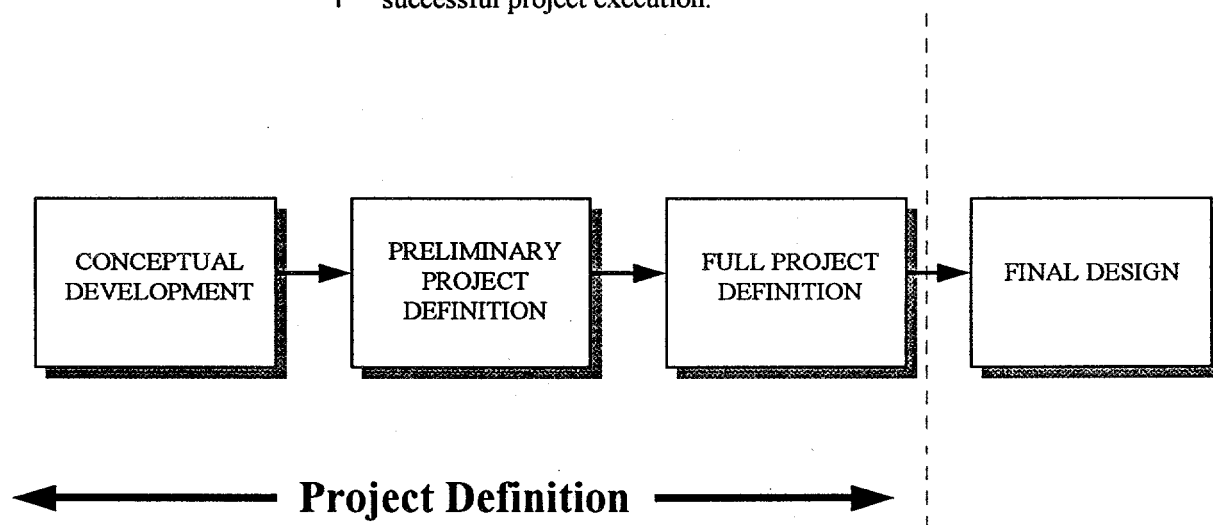 successful project execution.
CONCEPTUAL
DEVELOPMENT
PRELIMINARY
PROJECT
DEFINITION
FULL PROJECT
DEFINITION
FINAL DESIGN
Project Definition